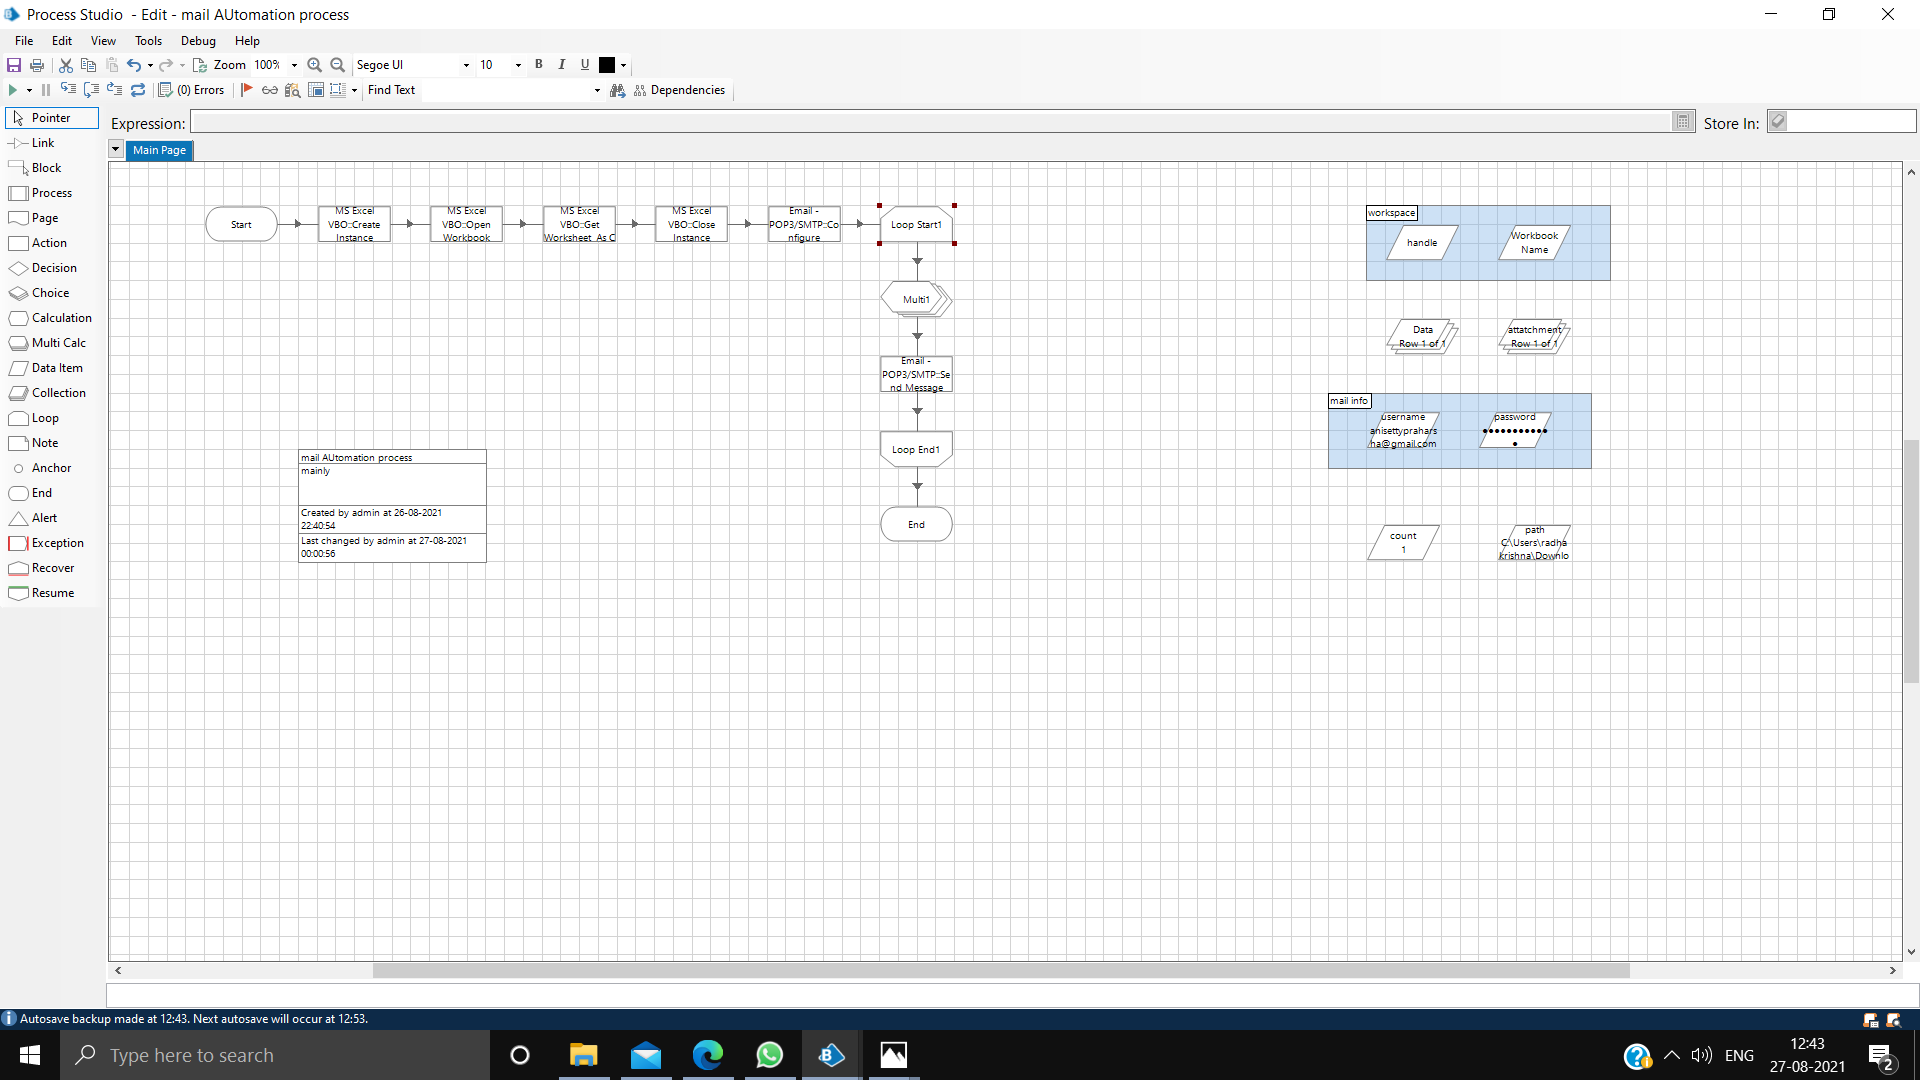 Process Studio  - Edit - mail AUtomation process
File Edit View Tools Debug Help
Zoom 100% Segoe UI 10 B I U
(0) Errors Find Text Dependencies
Expression: Store In:
Main Page
Pointer
Link
Block
Process
Page
Action
Decision
Choice
Calculation
Multi Calc
Data Item
Collection
Loop
Note
Anchor
End
Alert
Exception
Recover
Resume
Start
MS Excel
VBO::Create
Instance
MS Excel
VBO::Open
Workbook
MS Excel
VBO::Get
Worksheet As C
MS Excel
VBO::Close
Instance
Email -
POP3/SMTP::Co
nfigure
Loop Start1
Multi1
Email -
POP3/SMTP::Se
nd Message
Loop End1
End
mail AUtomation process
mainly
Created by admin at 26-08-2021
22:40:54
Last changed by admin at 27-08-2021
00:00:56
workspace
handle
Workbook
Name
Data
Row 1 of 1
attatchment
Row 1 of 1
mail info
username
anisettyprahars
ha@gmail.com
password
••••••••••••
count
1
path
C:\Users\radha
krishna\Downlo
Autosave backup made at 12:43. Next autosave will occur at 12:53.
Type here to search
ENG
12:43
27-08-2021
2